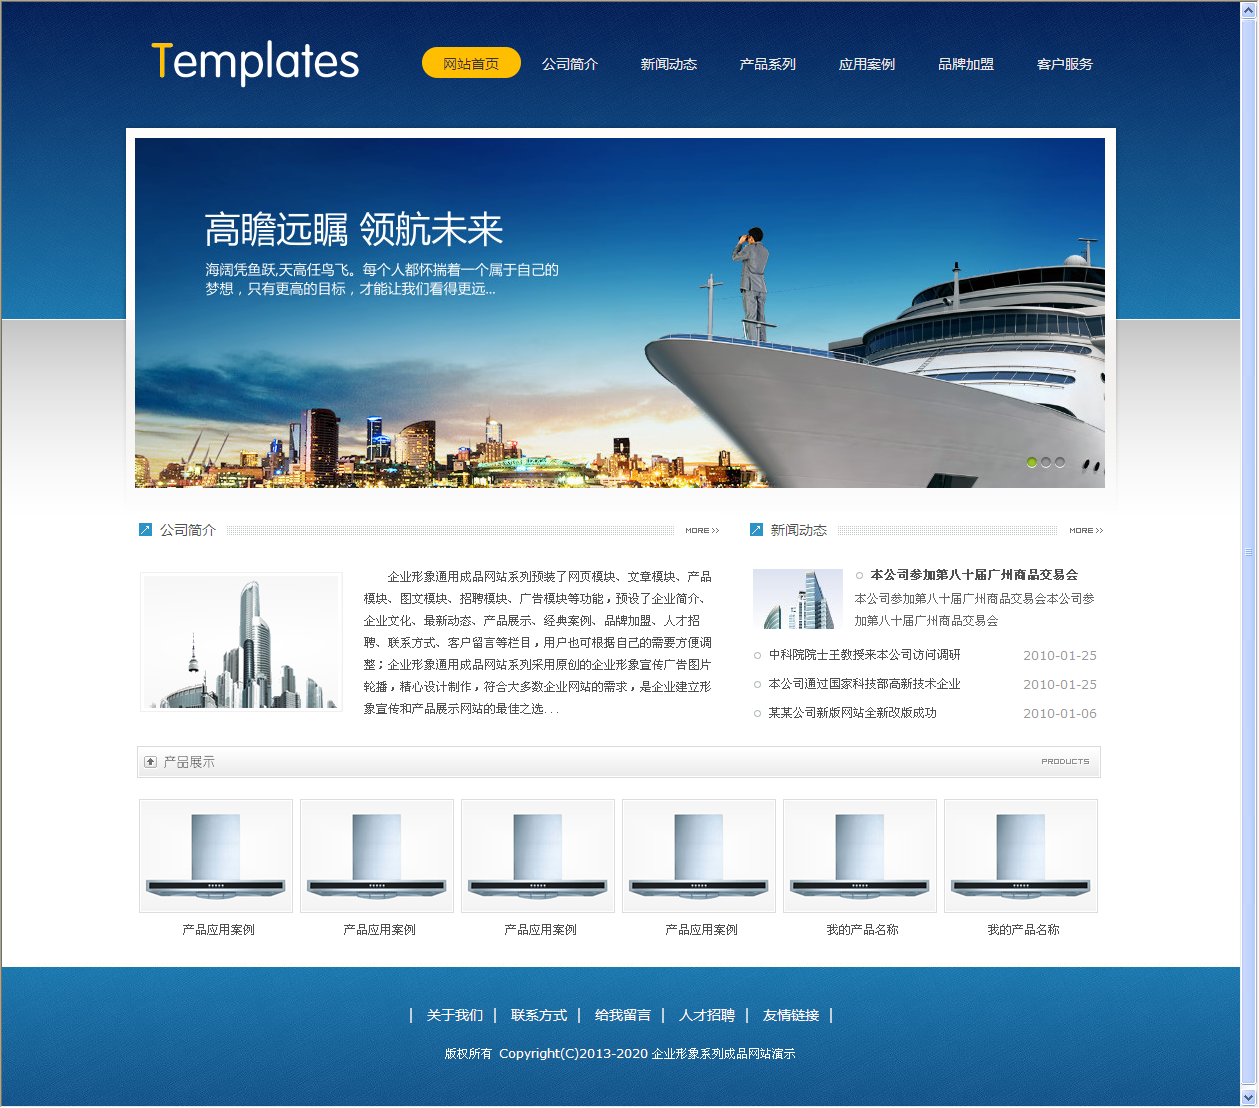 Templates
网站首页 公司简介 新闻动态 产品系列 应用案例 品牌加盟 客户服务
高瞻远瞩 领航未来
海阔凭鱼跃,天高任鸟飞。每个人都怀揣着一个属于自己的
梦想，只有更高的目标，才能让我们看得更远...
公司简介 MORE >>
企业形象通用成品网站系列预装了网页模块、文章模块、产品
模块、图文模块、招聘模块、广告模块等功能，预设了企业简介、
企业文化、最新动态、产品展示、经典案例、品牌加盟、人才招
聘、联系方式、客户留言等栏目，用户也可根据自己的需要方便调
整；企业形象通用成品网站系列采用原创的企业形象宣传广告图片
轮播，精心设计制作，符合大多数企业网站的需求，是企业建立形
象宣传和产品展示网站的最佳之选...
新闻动态 MORE >>
本公司参加第八十届广州商品交易会
本公司参加第八十届广州商品交易会本公司参
加第八十届广州商品交易会
中科院院士王教授来本公司访问调研 2010-01-25
本公司通过国家科技部高新技术企业 2010-01-25
某某公司新版网站全新改版成功 2010-01-06
产品展示 PRODUCTS
产品应用案例 产品应用案例 产品应用案例 产品应用案例 我的产品名称 我的产品名称
| 关于我们 | 联系方式 | 给我留言 | 人才招聘 | 友情链接 |
版权所有 Copyright(C)2013-2020 企业形象系列成品网站演示